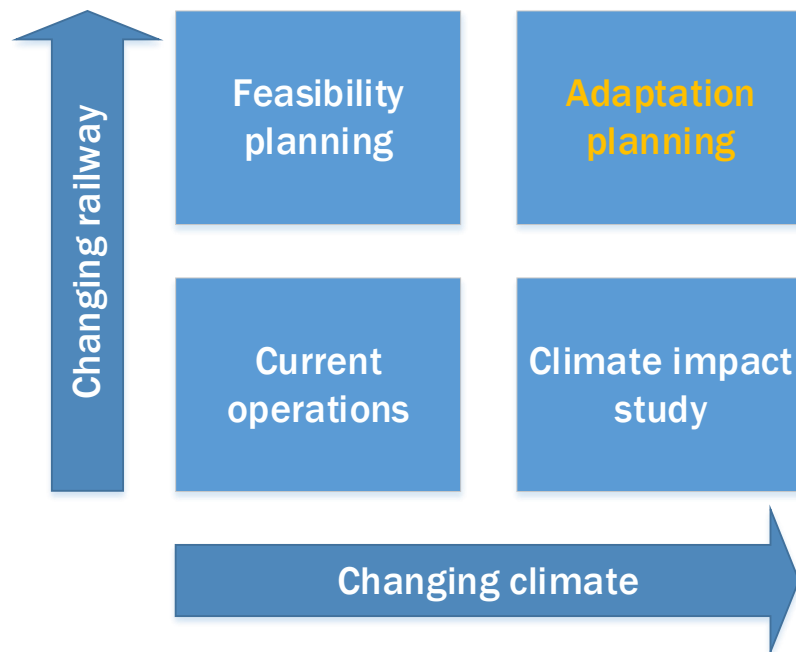 Changing railway
Feasibility
planning
Adaptation
planning
Current
operations
Climate impact
study
Changing climate